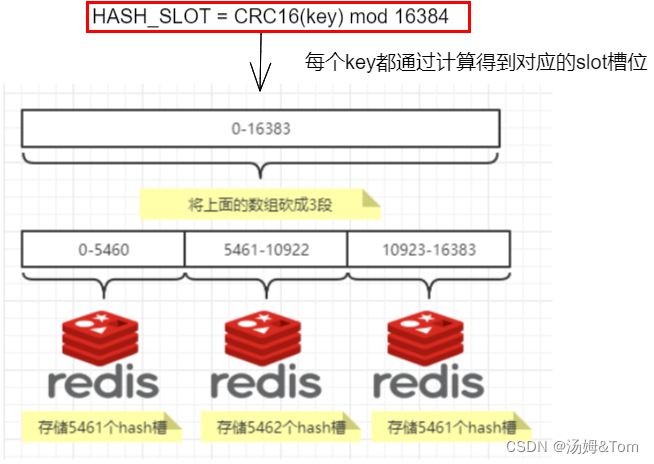 HASH_SLOT = CRC16(key) mod 16384
每个key都通过计算得到对应的slot槽位
0-16383
将上面的数组砍成3段
0-5460
5461-10922
10923-16383
redis
redis
redis
存储5461个hash槽
存储5462个hash槽
存储5461个hash槽
CSDN @汤姆&Tom